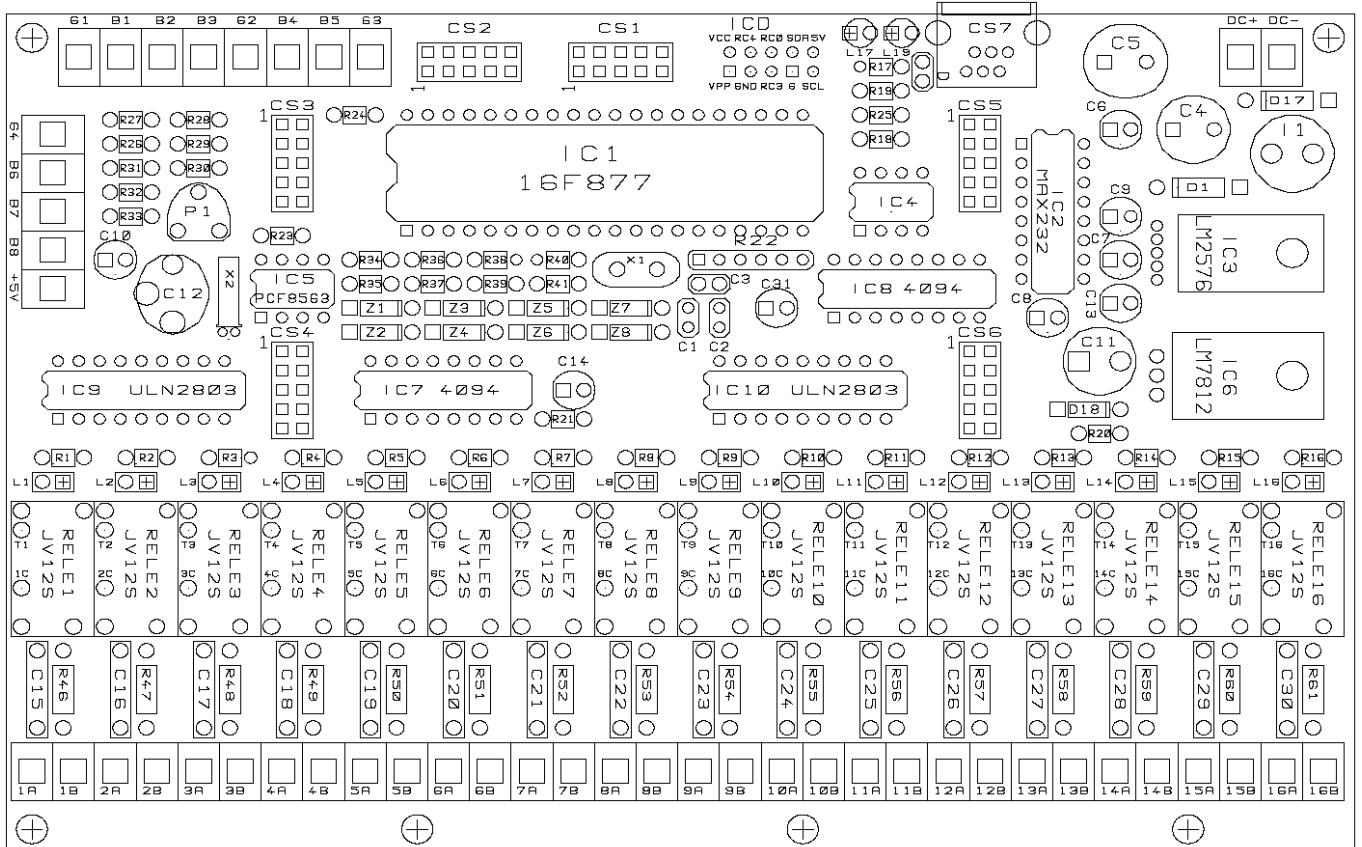 G1 B1 B2 B3 G2 B4 B5 G3
CS2
CS1
1
1
ICD
VCC RC4 RC0 SDA 5V
VPP GND RC3 G SCL
L17 L19
CS7
C5
DC+ DC-
R17
R19
R25
R18
D17
C6
C4
I1
G4
B6
B7
B8
+5V
R27
R28
R26
R29
R31
R30
R32
R33
P1
CS3
1
R24
IC1
16F877
CS5
1
IC4
IC2
MAX232
C9
C7
C13
D1
LM2576
IC3
C10
C12
X2
R23
IC5
PCF8563
R34
R36
R38
R40
R35
R37
R39
R41
Z1
Z3
Z5
Z7
Z2
Z4
Z6
Z8
X1
R22
C3
C31
C1 C2
IC8 4094
C8
C11
LM7812
IC6
CS4
1
CS6
1
IC9 ULN2803
IC7 4094
C14
R21
IC10 ULN2803
D18
R20
R1 R2 R3 R4 R5 R6 R7 R8 R9 R10 R11 R12 R13 R14 R15 R16
L1 L2 L3 L4 L5 L6 L7 L8 L9 L10 L11 L12 L13 L14 L15 L16
T1 T2 T3 T4 T5 T6 T7 T8 T9 T10 T11 T12 T13 T14 T15 T16
1C 2C 3C 4C 5C 6C 7C 8C 9C 10C 11C 12C 13C 14C 15C 16C
JV12S RELE1
JV12S RELE2
JV12S RELE3
JV12S RELE4
JV12S RELE5
JV12S RELE6
JV12S RELE7
JV12S RELE8
JV12S RELE9
JV12S RELE10
JV12S RELE11
JV12S RELE12
JV12S RELE13
JV12S RELE14
JV12S RELE15
JV12S RELE16
C15 R46 C16 R47 C17 R48 C18 R49 C19 R50 C20 R51 C21 R52 C22 R53 C23 R54 C24 R55 C25 R56 C26 R57 C27 R58 C28 R59 C29 R60 C30 R61
1A 1B 2A 2B 3A 3B 4A 4B 5A 5B 6A 6B 7A 7B 8A 8B 9A 9B 10A 10B 11A 11B 12A 12B 13A 13B 14A 14B 15A 15B 16A 16B